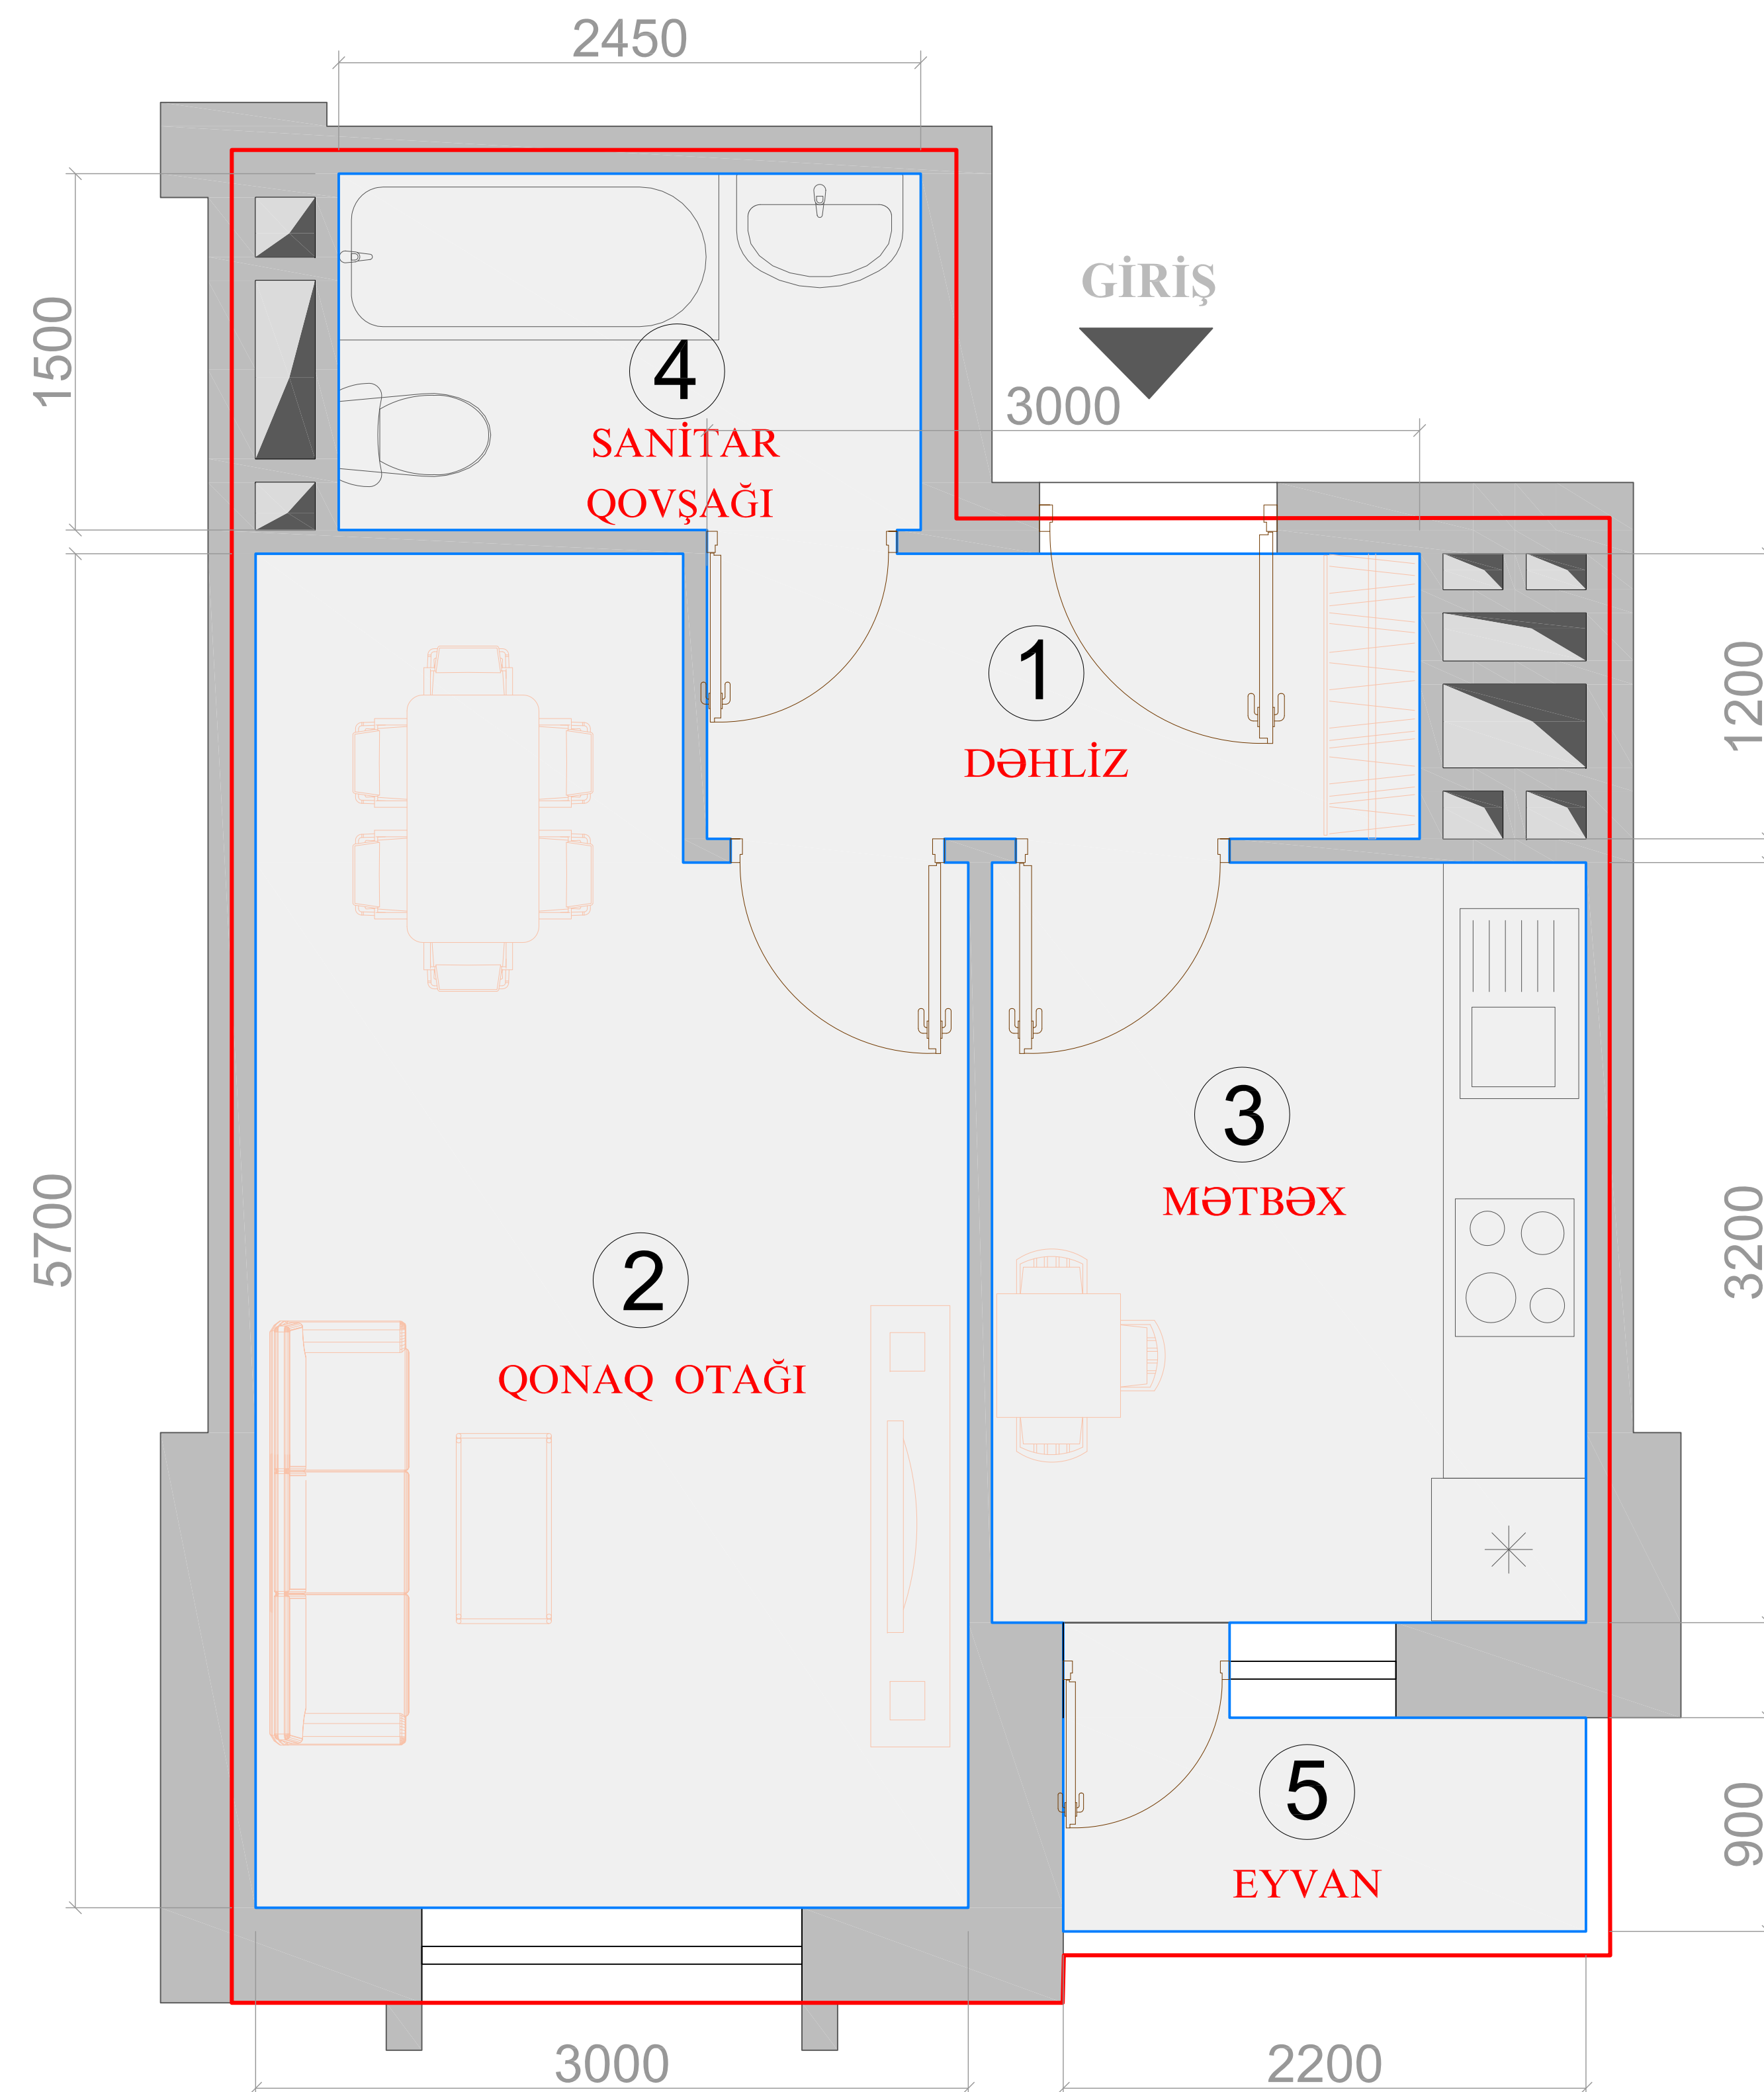 2450
GİRİŞ
1500
4
3000
SANİTAR
QOVŞAĞI
1
1200
DƏHLİZ
3
5700
3200
MƏTBƏX
2
QONAQ OTAĞI
5
900
EYVAN
3000
2200